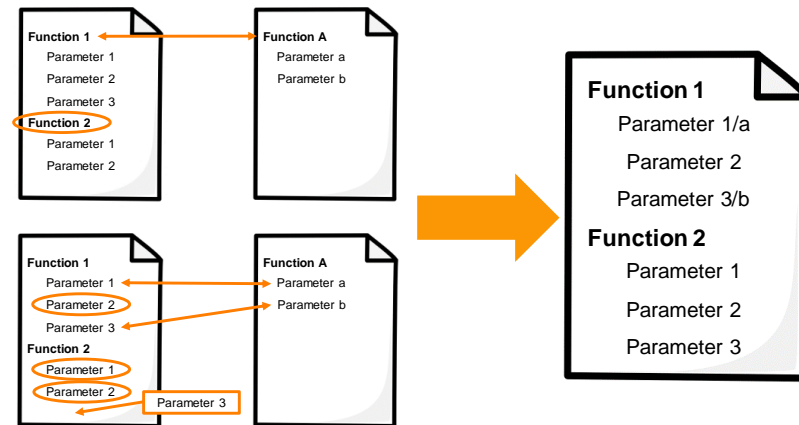 Function 1
Parameter 1
Parameter 2
Parameter 3
Function 2
Parameter 1
Parameter 2
Function A
Parameter a
Parameter b
Function 1
Parameter 1
Parameter 2
Parameter 3
Function 2
Parameter 1
Parameter 2
Parameter 3
Function A
Parameter a
Parameter b
Function 1
Parameter 1/a
Parameter 2
Parameter 3/b
Function 2
Parameter 1
Parameter 2
Parameter 3